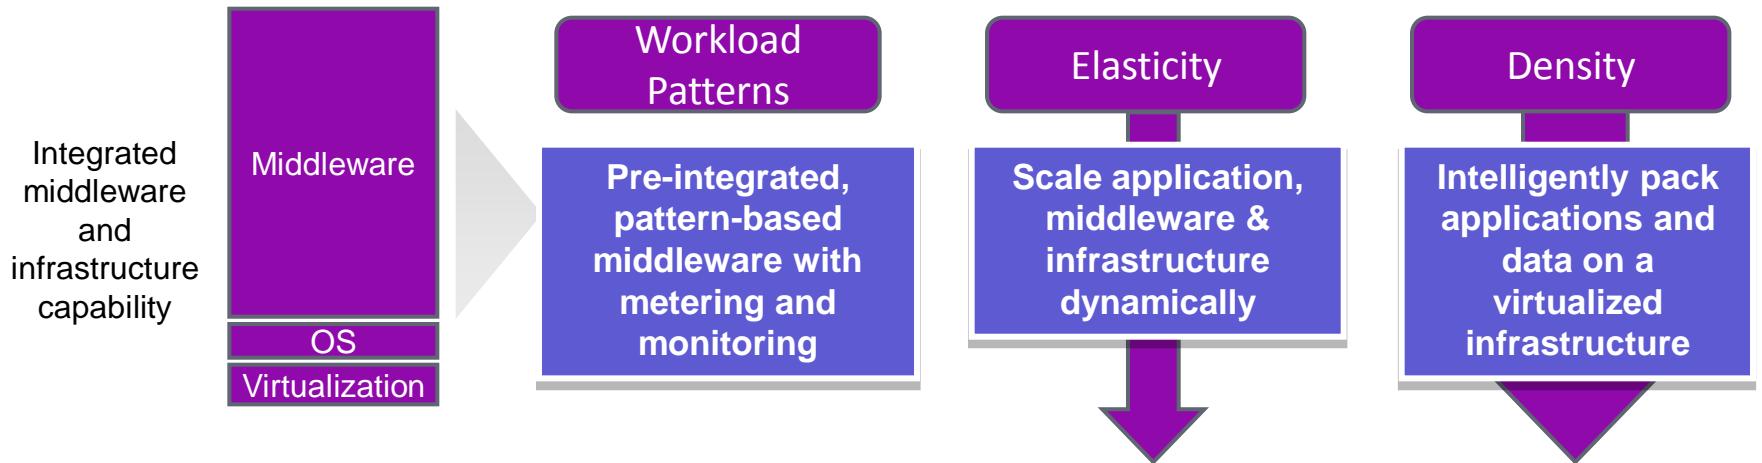 Integrated
middleware
and
infrastructure
capability
Middleware
OS
Virtualization
Workload
Patterns
Pre-integrated,
pattern-based
middleware with
metering and
monitoring
Elasticity
Scale application,
middleware &
infrastructure
dynamically
Density
Intelligently pack
applications and
data on a
virtualized
infrastructure